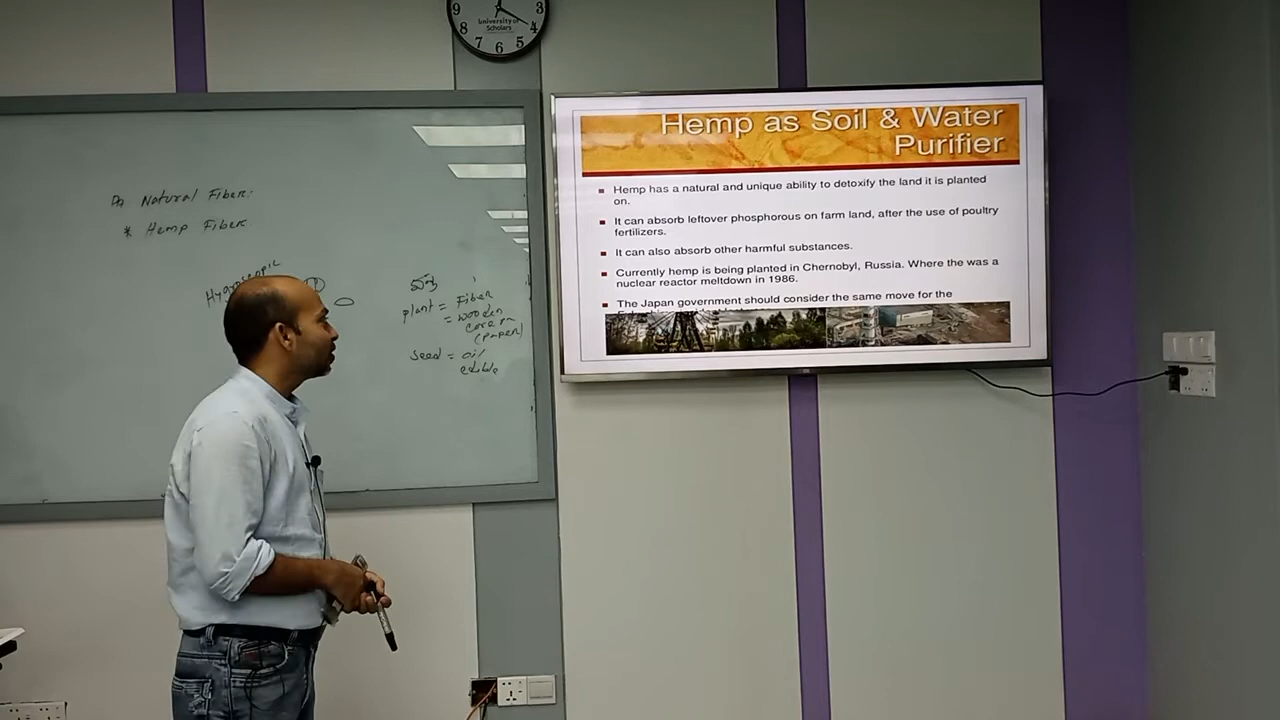 9
3
8
4
7
6
5
University of
Scholars
Natural Fiber:
* Hemp Fiber
Hygroscopic
plant = Fiber
= wooden
core
(paper)
seed = oil
edible
Hemp as Soil & Water
Purifier
Hemp has a natural and unique ability to detoxify the land it is planted
on.
It can absorb leftover phosphorous on farm land, after the use of poultry
fertilizers.
It can also absorb other harmful substances.
Currently hemp is being planted in Chernobyl, Russia. Where the was a
nuclear reactor meltdown in 1986.
The Japan government should consider the same move for the